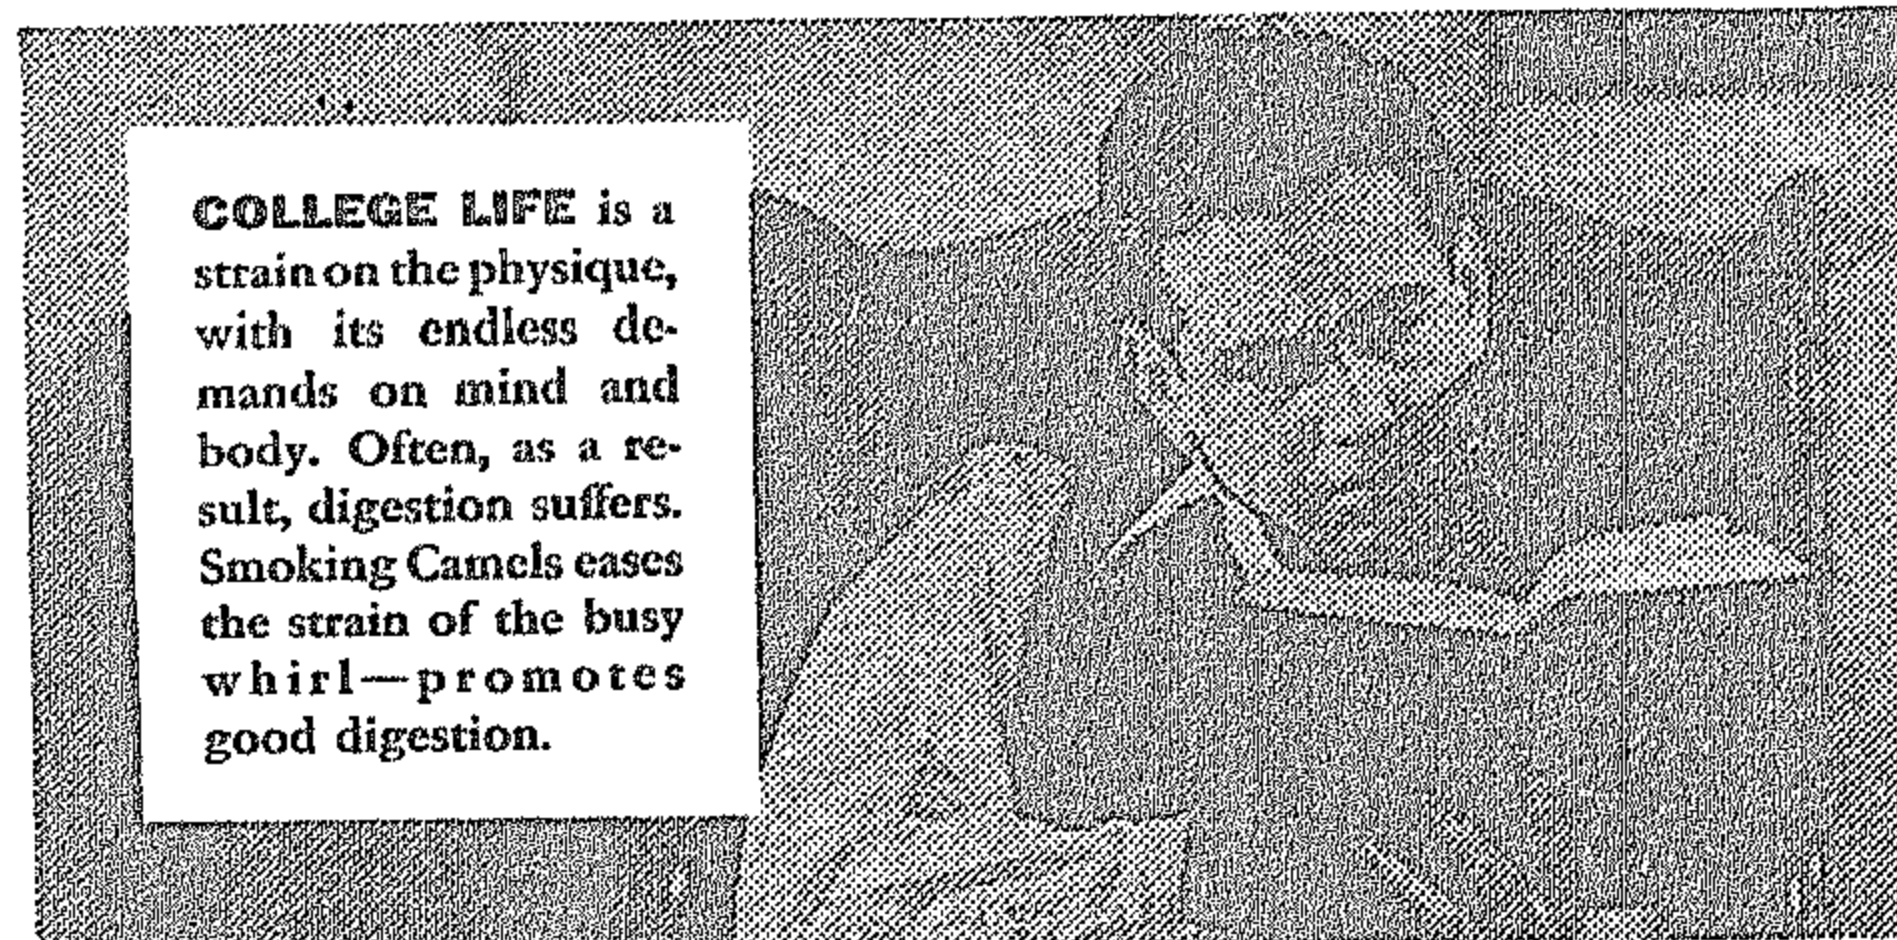 COLLEGE LIFE is a
strain on the physique,
with its endless de-
mands on mind and
body. Often, as a re-
sult, digestion suffers.
Smoking Camels eases
the strain of the busy
whirl—promotes
good digestion.